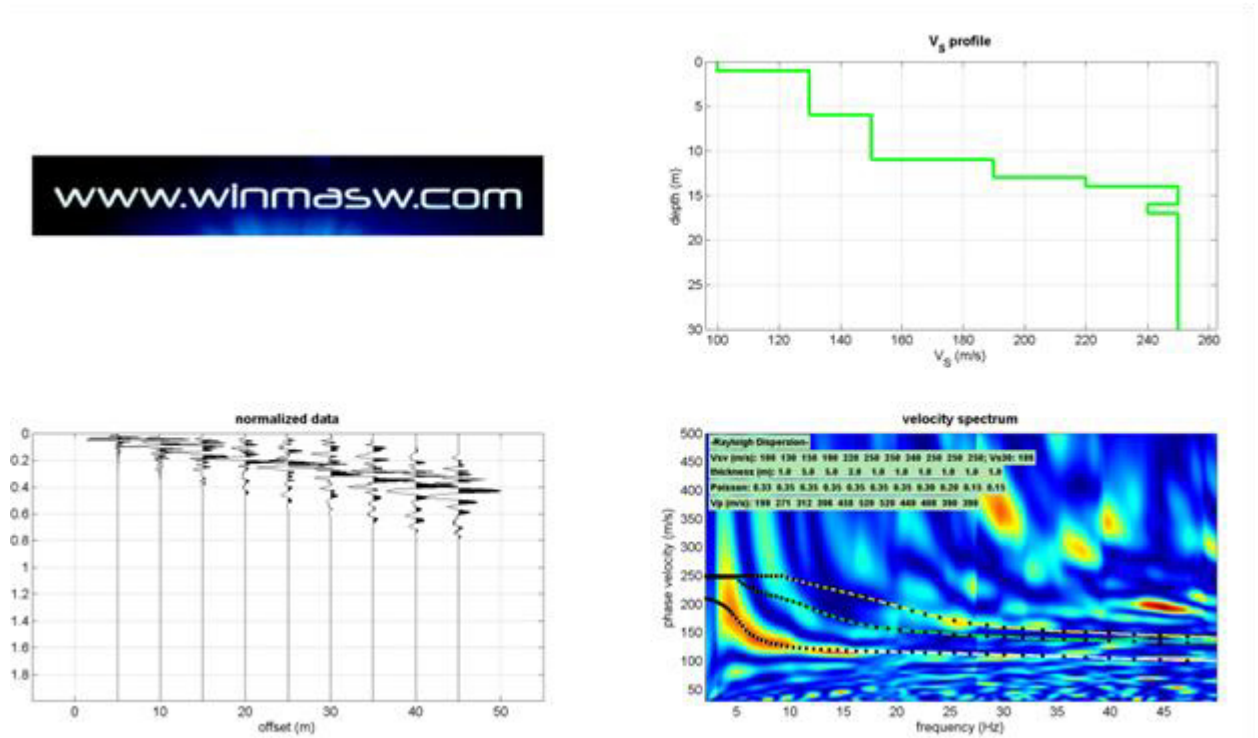 www.winmasw.com
V_S profile
0
5
10
15
20
25
30
depth (m)
100 120 140 160 180 200 220 240 260
V_S (m/s)
normalized data
0
0.2
0.4
0.6
0.8
1
1.2
1.4
1.6
1.8
0 10 20 30 40 50
offset (m)
velocity spectrum
500
450
400
350
300
250
200
150
100
50
phase velocity (m/s)
-Rayleigh Dispersion-
Vsv (m/s): 100 130 150 190 220 250 250 240 250 250 250; Vs30: 189
thickness (m): 1.0 5.0 5.0 2.0 1.0 1.0 1.0 1.0 1.0 1.0
Poisson: 0.33 0.35 0.35 0.35 0.35 0.35 0.35 0.30 0.20 0.15 0.15
Vp (m/s): 198 271 312 396 458 520 520 449 408 390 390
5 10 15 20 25 30 35 40 45
frequency (Hz)